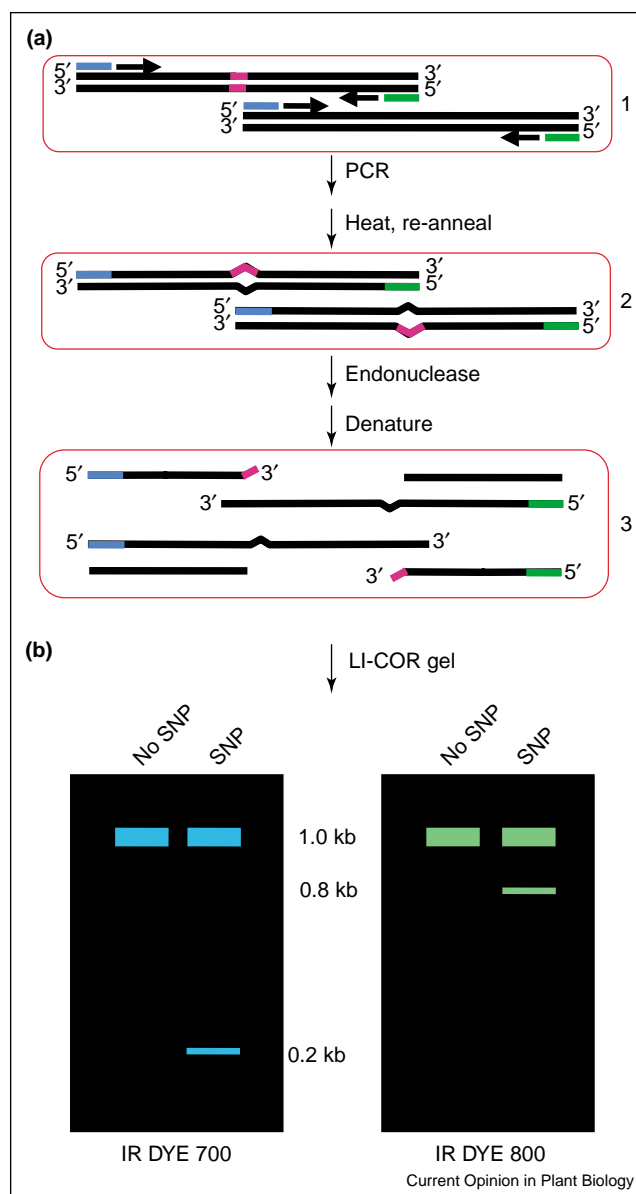 (a)
5′ 3′
3′ 5′
5′ 3′
3′ 5′
1
PCR
Heat, re-anneal
5′ 3′
3′
5′ 3′
3′ 5′
2
Endonuclease
Denature
5′ 3′
3′ 5′
5′ 3′
3′ 5′
3
(b)
LI-COR gel
No SNP SNP No SNP SNP
1.0 kb
0.8 kb
0.2 kb
IR DYE 700 IR DYE 800
Current Opinion in Plant Biology